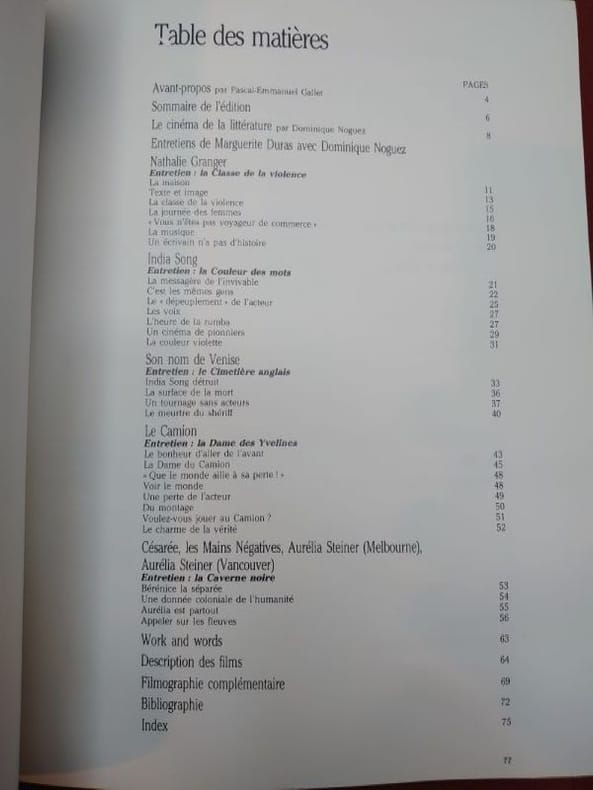 Table des matières
PAGES
Avant-propos par Pascal-Emmanuel Gallet 4
Sommaire de l'édition 6
Le cinéma de la littérature par Dominique Noguez 8
Entretiens de Marguerite Duras avec Dominique Noguez
Nathalie Granger
Entretien : la Classe de la violence
La maison 11
Texte et image 13
La classe de la violence 15
La journée des femmes 16
« Vous n'êtes pas voyageur de commerce » 18
La musique 19
Un écrivain n'a pas d'histoire 20
India Song
Entretien : la Couleur des mots
La messagère de l'invivable 21
C'est les mêmes gens 22
Le « dépeuplement » de l'acteur 25
Les voix 27
L'heure de la rumba 27
Un cinéma de pionniers 29
La couleur violette 31
Son nom de Venise
Entretien : le Cimetière anglais
India Song détruit 33
La surface de la mort 36
Un tournage sans acteurs 37
Le meurtre du shériff 40
Le Camion
Entretien : la Dame des Yvelines
Le bonheur d'aller de l'avant 43
La Dame du Camion 45
« Que le monde aille à sa perte ! » 48
Voir le monde 48
Une perte de l'acteur 49
Du montage 50
Voulez-vous jouer au Camion ? 51
Le charme de la vérité 52
Césarée, les Mains Négatives, Aurélia Steiner (Melbourne),
Aurélia Steiner (Vancouver)
Entretien : la Caverne noire
Bérénice la séparée 53
Une donnée coloniale de l'humanité 54
Aurélia est partout 55
Appeler sur les fleuves 56
Work and words 63
Description des films 64
Filmographie complémentaire 69
Bibliographie 72
Index 75
77